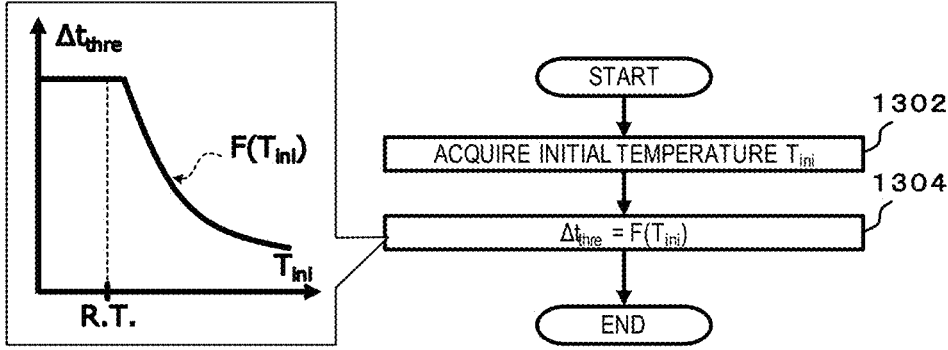 Δt_thre
F(T_ini)
T_ini
R.T.
START
1302
ACQUIRE INITIAL TEMPERATURE T_ini
1304
Δt_thre = F(T_ini)
END